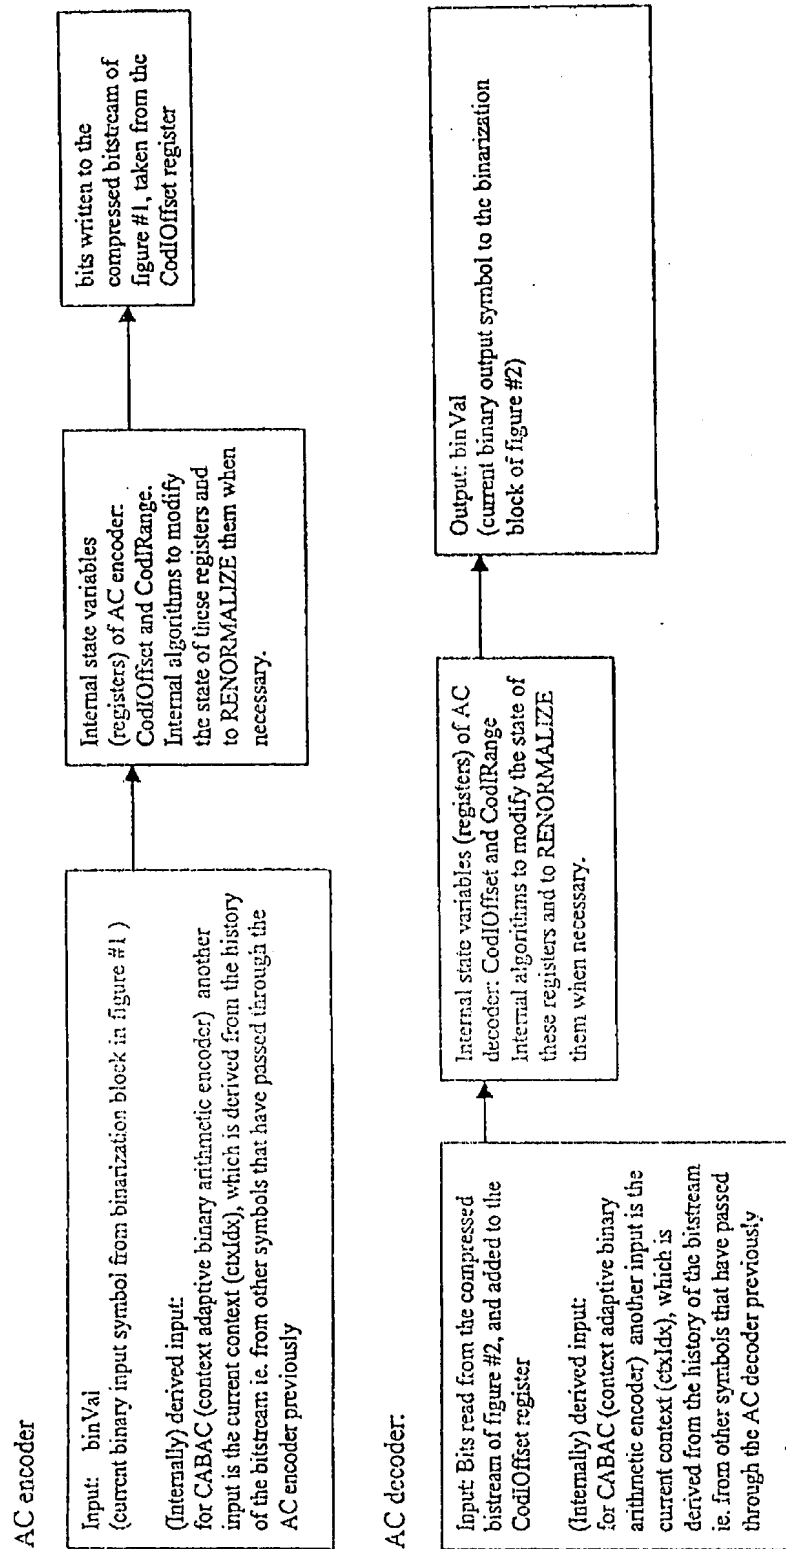 AC encoder
Input: binVal
(current binary input symbol from binarization block in figure #1 )
(Internally) derived input:
for CABAC (context adaptive binary arithmetic encoder) another
input is the current context (ctxIdx), which is derived from the history
of the bitstream ie. from other symbols that have passed through the
AC encoder previously
Internal state variables
(registers) of AC encoder:
CodIOffset and CodIRange.
Internal algorithms to modify
the state of these registers and
to RENORMALIZE them when
necessary.
bits written to the
compressed bitstream of
figure #1, taken from the
CodIOffset register
AC decoder:
Input: Bits read from the compressed
bistream of figure #2, and added to the
CodIOffset register
(Internally) derived input:
for CABAC (context adaptive binary
arithmetic encoder) another input is the
current context (ctxIdx), which is
derived from the history of the bitstream
ie. from other symbols that have passed
through the AC decoder previously
Internal state variables (registers) of AC
decoder: CodIOffset and CodIRange
Internal algorithms to modify the state of
these registers and to RENORMALIZE
them when necessary.
Output: binVal
(current binary output symbol to the binarization
block of figure #2)